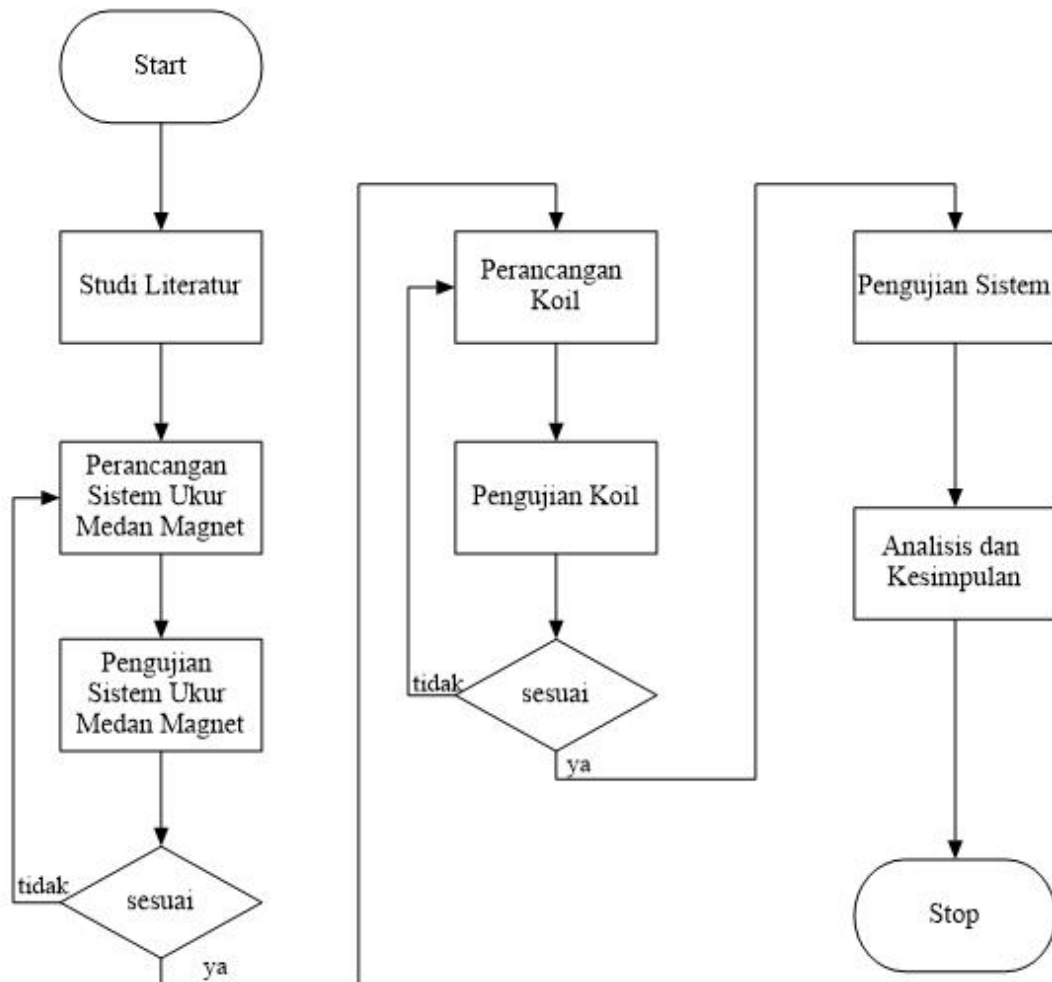 Start
Studi Literatur
Perancangan
Sistem Ukur
Medan Magnet
Pengujian
Sistem Ukur
Medan Magnet
tidak
sesuai
ya
Perancangan
Koil
Pengujian Koil
tidak
sesuai
ya
Pengujian Sistem
Analisis dan
Kesimpulan
Stop